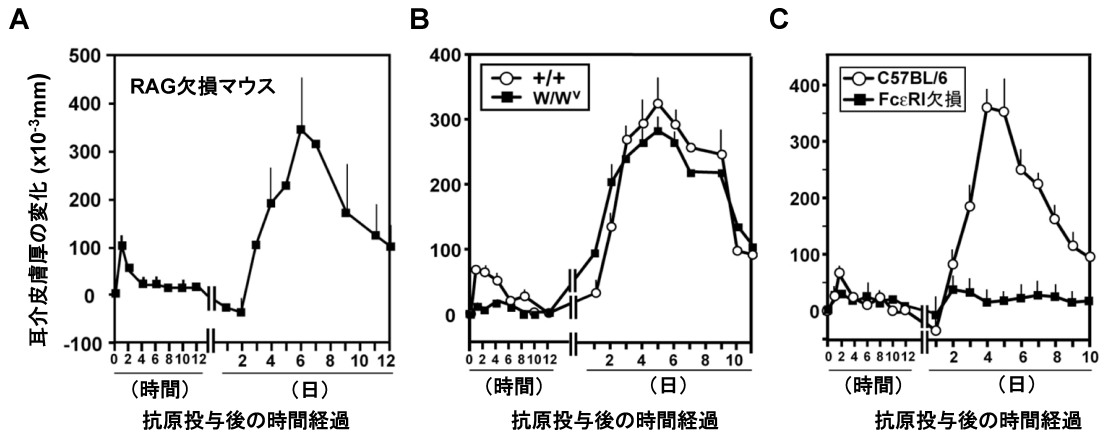 A
B
C
耳介皮膚厚の変化 (x10⁻³mm)
500
400
300
200
100
0
-100
RAG欠損マウス
0 2 4 6 8 10 12
2 4 6 8 10 12
(時間)
(日)
抗原投与後の時間経過
400
300
200
100
0
+/+
W/Wᵛ
0 2 4 6 8 10 12
2 4 6 8 10
(時間)
(日)
抗原投与後の時間経過
400
300
200
100
0
C57BL/6
FcεRI欠損
0 2 4 6 8 10 12
2 4 6 8 10
(時間)
(日)
抗原投与後の時間経過